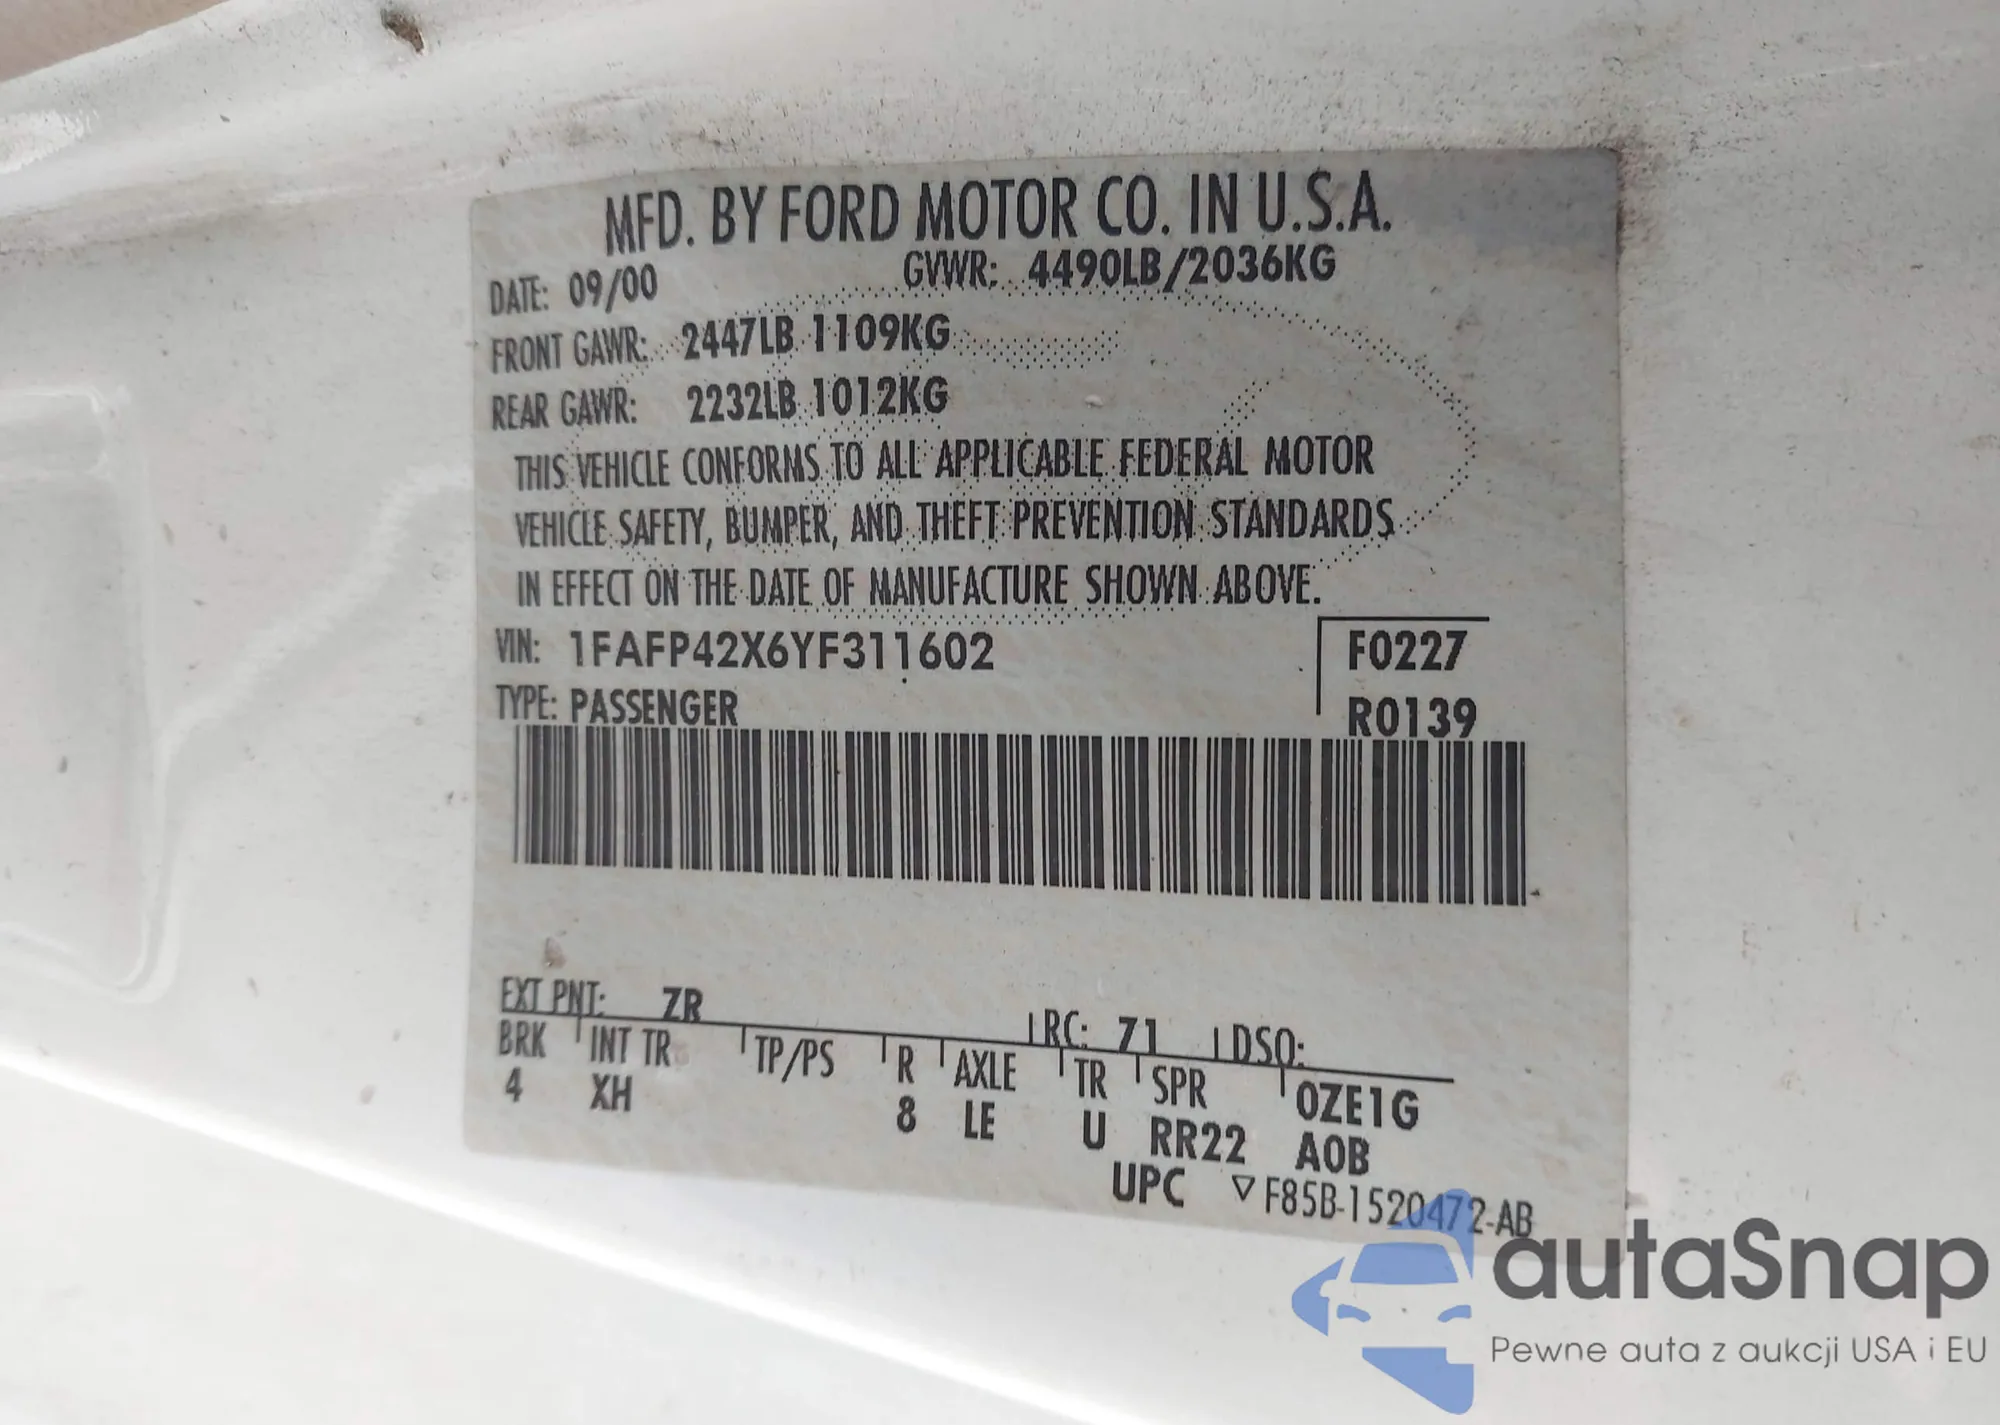 MFD. BY FORD MOTOR CO. IN U.S.A.
DATE: 09/00 GVWR: 4490LB/2036KG
FRONT GAWR: 2447LB 1109KG
REAR GAWR: 2232LB 1012KG
THIS VEHICLE CONFORMS TO ALL APPLICABLE FEDERAL MOTOR
VEHICLE SAFETY, BUMPER, AND THEFT PREVENTION STANDARDS
IN EFFECT ON THE DATE OF MANUFACTURE SHOWN ABOVE.
VIN: 1FAFP42X6YF311602 F0227
TYPE: PASSENGER R0139
EXT PNT: ZR RC: 71 DSO:
BRK INT TR TP/PS R AXLE TR SPR 0ZE1G
4 XH 8 LE U RR22 A0B
UPC ▽ F85B-1520472-AB
autaSnap
Pewne auta z aukcji USA i EU